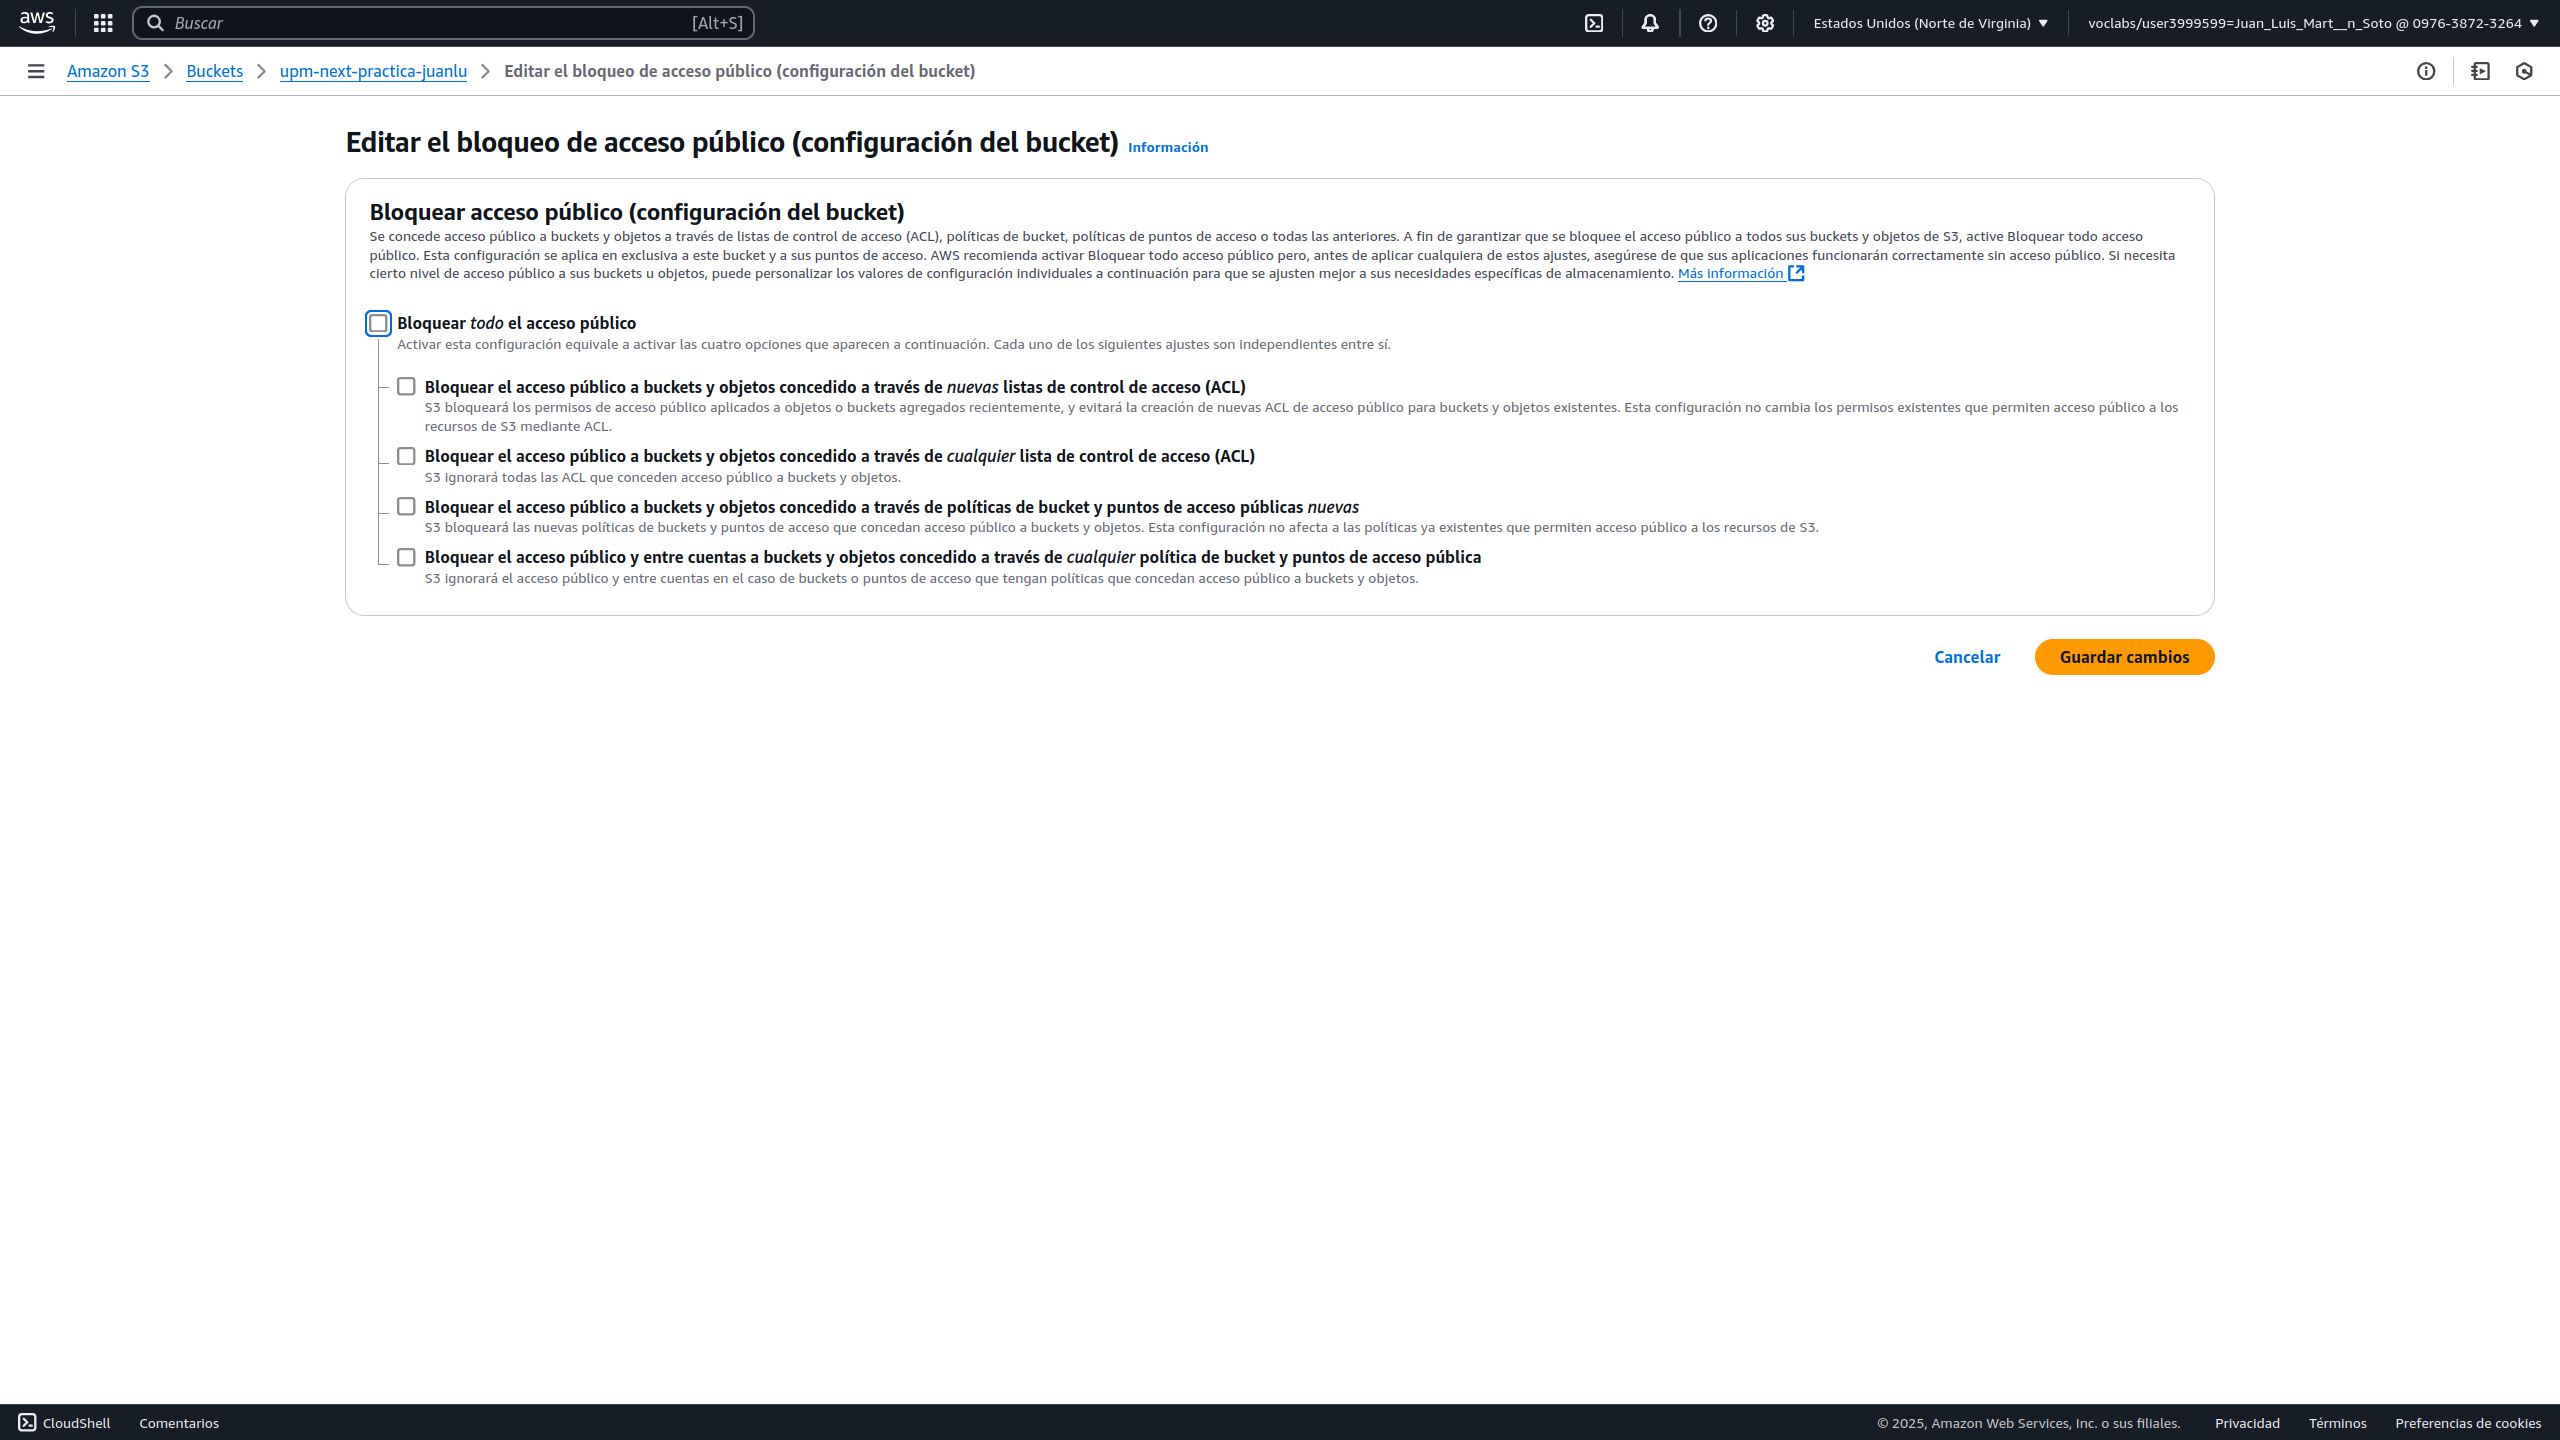 aws
Buscar
[Alt+S]
Estados Unidos (Norte de Virginia)
voclabs/user3999599=Juan_Luis_Mart__n_Soto @ 0976-3872-3264
Amazon S3
Buckets
upm-next-practica-juanlu
Editar el bloqueo de acceso público (configuración del bucket)
Editar el bloqueo de acceso público (configuración del bucket) Información
Bloquear acceso público (configuración del bucket)
Se concede acceso público a buckets y objetos a través de listas de control de acceso (ACL), políticas de bucket, políticas de puntos de acceso o todas las anteriores. A fin de garantizar que se bloquee el acceso público a todos sus buckets y objetos de S3, active Bloquear todo acceso
público. Esta configuración se aplica en exclusiva a este bucket y a sus puntos de acceso. AWS recomienda activar Bloquear todo acceso público pero, antes de aplicar cualquiera de estos ajustes, asegúrese de que sus aplicaciones funcionarán correctamente sin acceso público. Si necesita
cierto nivel de acceso público a sus buckets u objetos, puede personalizar los valores de configuración individuales a continuación para que se ajusten mejor a sus necesidades específicas de almacenamiento. Más información
Bloquear todo el acceso público
Activar esta configuración equivale a activar las cuatro opciones que aparecen a continuación. Cada uno de los siguientes ajustes son independientes entre sí.
Bloquear el acceso público a buckets y objetos concedido a través de nuevas listas de control de acceso (ACL)
S3 bloqueará los permisos de acceso público aplicados a objetos o buckets agregados recientemente, y evitará la creación de nuevas ACL de acceso público para buckets y objetos existentes. Esta configuración no cambia los permisos existentes que permiten acceso público a los
recursos de S3 mediante ACL.
Bloquear el acceso público a buckets y objetos concedido a través de cualquier lista de control de acceso (ACL)
S3 ignorará todas las ACL que conceden acceso público a buckets y objetos.
Bloquear el acceso público a buckets y objetos concedido a través de políticas de bucket y puntos de acceso públicas nuevas
S3 bloqueará las nuevas políticas de buckets y puntos de acceso que concedan acceso público a buckets y objetos. Esta configuración no afecta a las políticas ya existentes que permiten acceso público a los recursos de S3.
Bloquear el acceso público y entre cuentas a buckets y objetos concedido a través de cualquier política de bucket y puntos de acceso pública
S3 ignorará el acceso público y entre cuentas en el caso de buckets o puntos de acceso que tengan políticas que concedan acceso público a buckets y objetos.
Cancelar
Guardar cambios
CloudShell
Comentarios
© 2025, Amazon Web Services, Inc. o sus filiales.
Privacidad
Términos
Preferencias de cookies